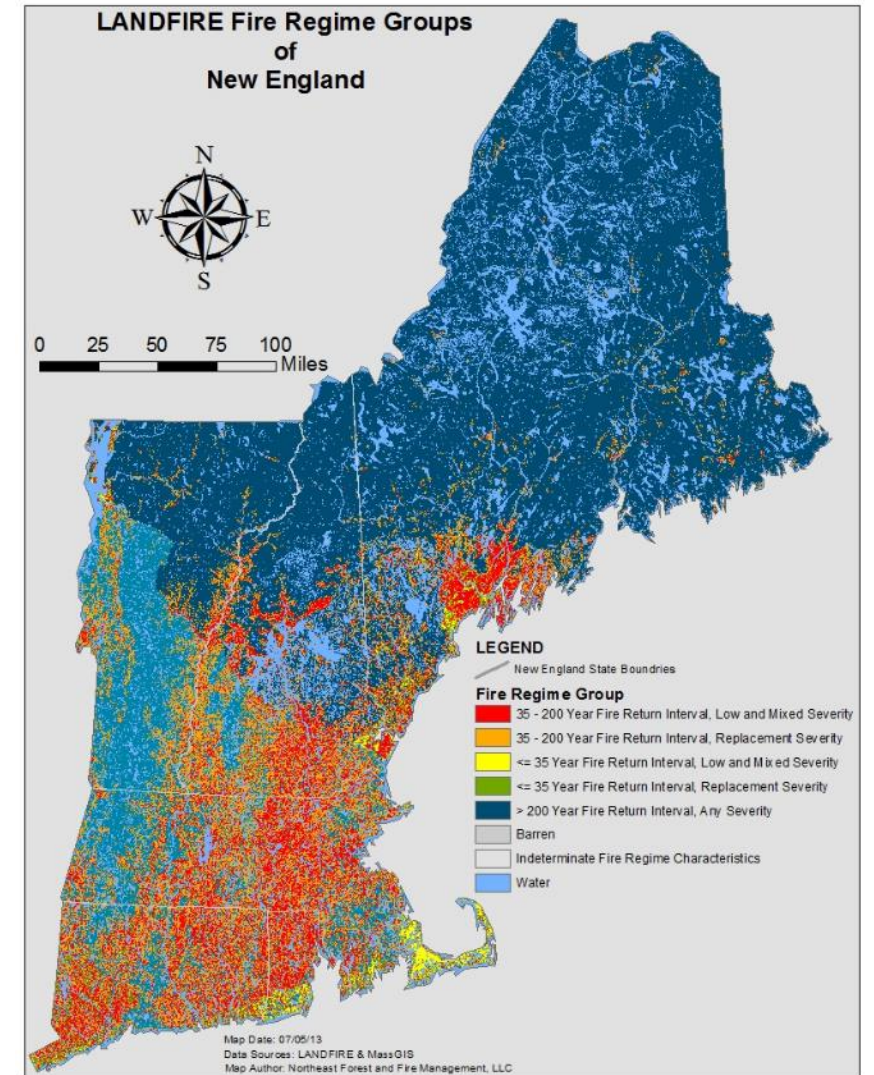 LANDFIRE Fire Regime Groups
of
New England
N
W E
S
0 25 50 75 100
Miles
LEGEND
New England State Boundries
Fire Regime Group
35 - 200 Year Fire Return Interval, Low and Mixed Severity
35 - 200 Year Fire Return Interval, Replacement Severity
<= 35 Year Fire Return Interval, Low and Mixed Severity
<= 35 Year Fire Return Interval, Replacement Severity
> 200 Year Fire Return Interval, Any Severity
Barren
Indeterminate Fire Regime Characteristics
Water
Map Date: 07/05/13
Data Sources: LANDFIRE & MassGIS
Map Author: Northeast Forest and Fire Management, LLC